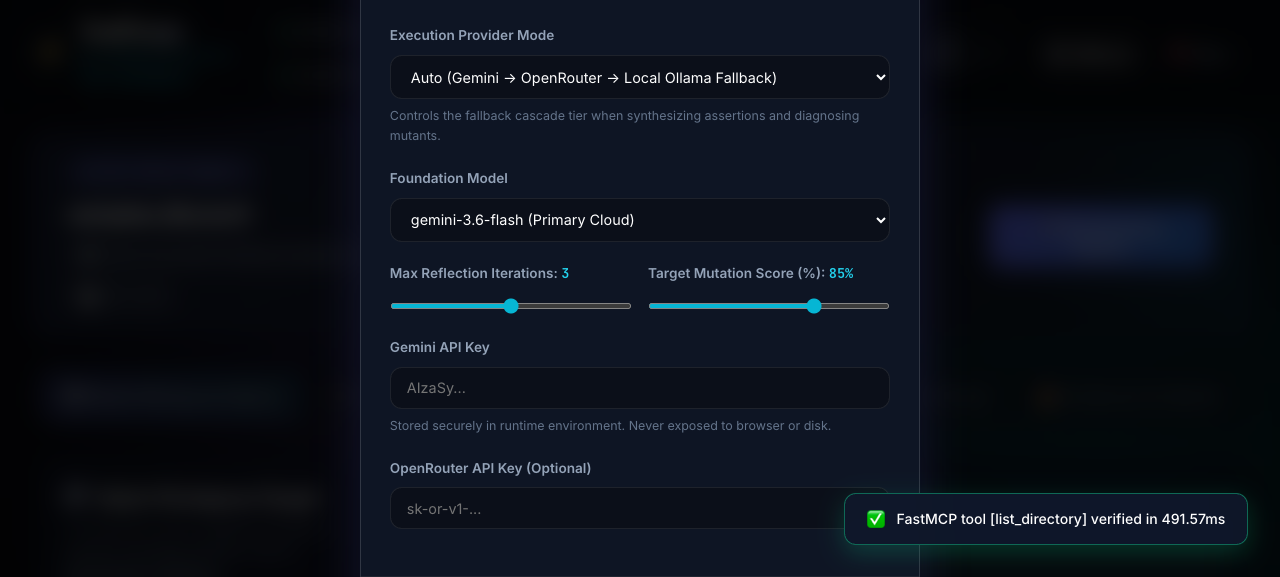 Execution Provider Mode
Auto (Gemini → OpenRouter → Local Ollama Fallback)
Controls the fallback cascade tier when synthesizing assertions and diagnosing
mutants.
Foundation Model
gemini-3.6-flash (Primary Cloud)
Max Reflection Iterations: 3
Target Mutation Score (%): 85%
Gemini API Key
AIzaSy...
Stored securely in runtime environment. Never exposed to browser or disk.
OpenRouter API Key (Optional)
sk-or-v1-...
✅ FastMCP tool [list_directory] verified in 491.57ms